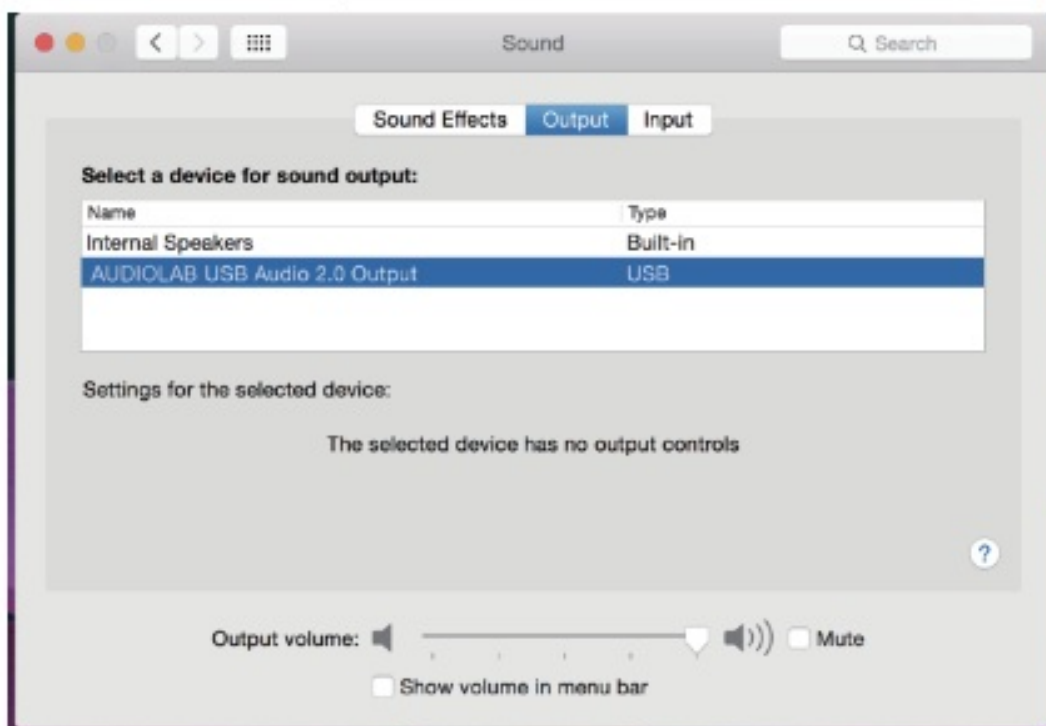 Sound
Search
Sound Effects Output Input
Select a device for sound output:
Name Type
Internal Speakers Built-in
AUDIOLAB USB Audio 2.0 Output USB
Settings for the selected device:
The selected device has no output controls
?
Output volume: Mute
Show volume in menu bar